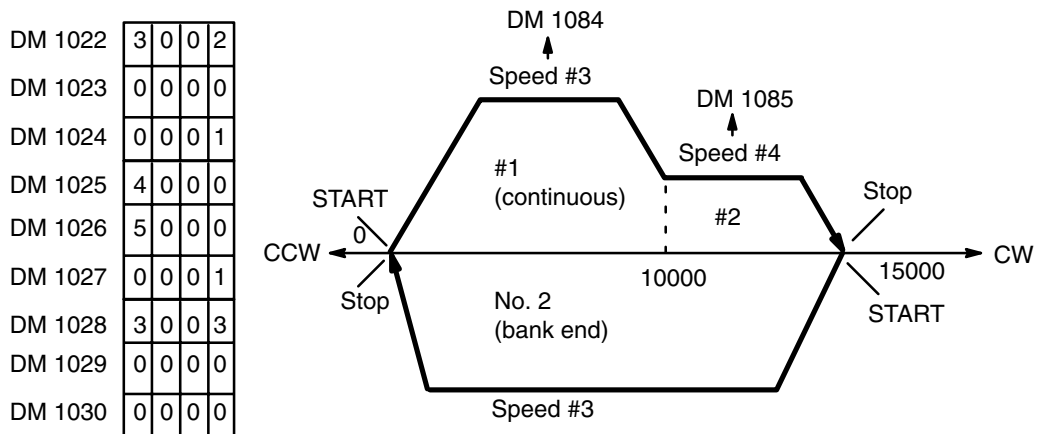 DM 1022 3 0 0 2
DM 1023 0 0 0 0
DM 1024 0 0 0 1
DM 1025 4 0 0 0
DM 1026 5 0 0 0
DM 1027 0 0 0 1
DM 1028 3 0 0 3
DM 1029 0 0 0 0
DM 1030 0 0 0 0
DM 1084
Speed #3
DM 1085
Speed #4
#1
(continuous)
#2
START
0
Stop
CCW
CW
10000
15000
Stop
START
No. 2
(bank end)
Speed #3